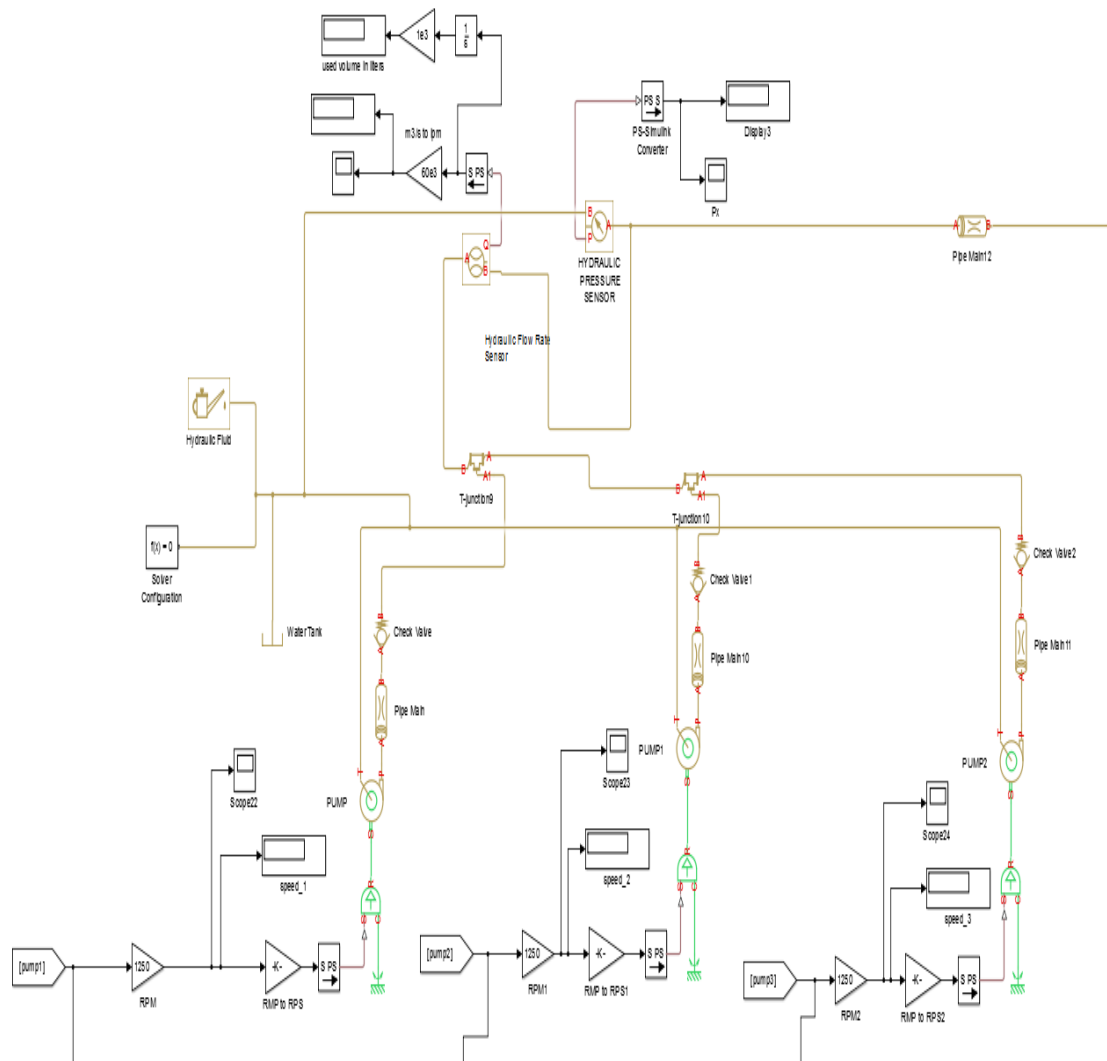 1e3
1
s
used volume in liters
m3/s to lpm
60e3
S PS
PS S
PS-Simulink
Converter
Display3
Px
B
A
P
HYDRAULIC
PRESSURE
SENSOR
A
B
Pipe Main12
Q
A
B
Hydraulic Flow Rate
Sensor
Hydraulic Fluid
B
A
A1
T-junction9
B
A
A1
T-junction10
f(x) = 0
Solver
Configuration
Water Tank
B
Check Valve
A
B
Pipe Main
A
B
Check Valve1
A
B
Pipe Main10
A
B
Check Valve2
A
B
Pipe Main11
A
Scope22
T
P
PUMP
S
speed_1
R
S
C
[pump1]
1250
RPM
-K-
RMP to RPS
S PS
Scope23
T
P
PUMP1
S
speed_2
R
S
C
[pump2]
1250
RPM1
-K-
RMP to RPS1
S PS
Scope24
T
P
PUMP2
S
speed_3
R
S
C
[pump3]
1250
RPM2
-K-
RMP to RPS2
S PS